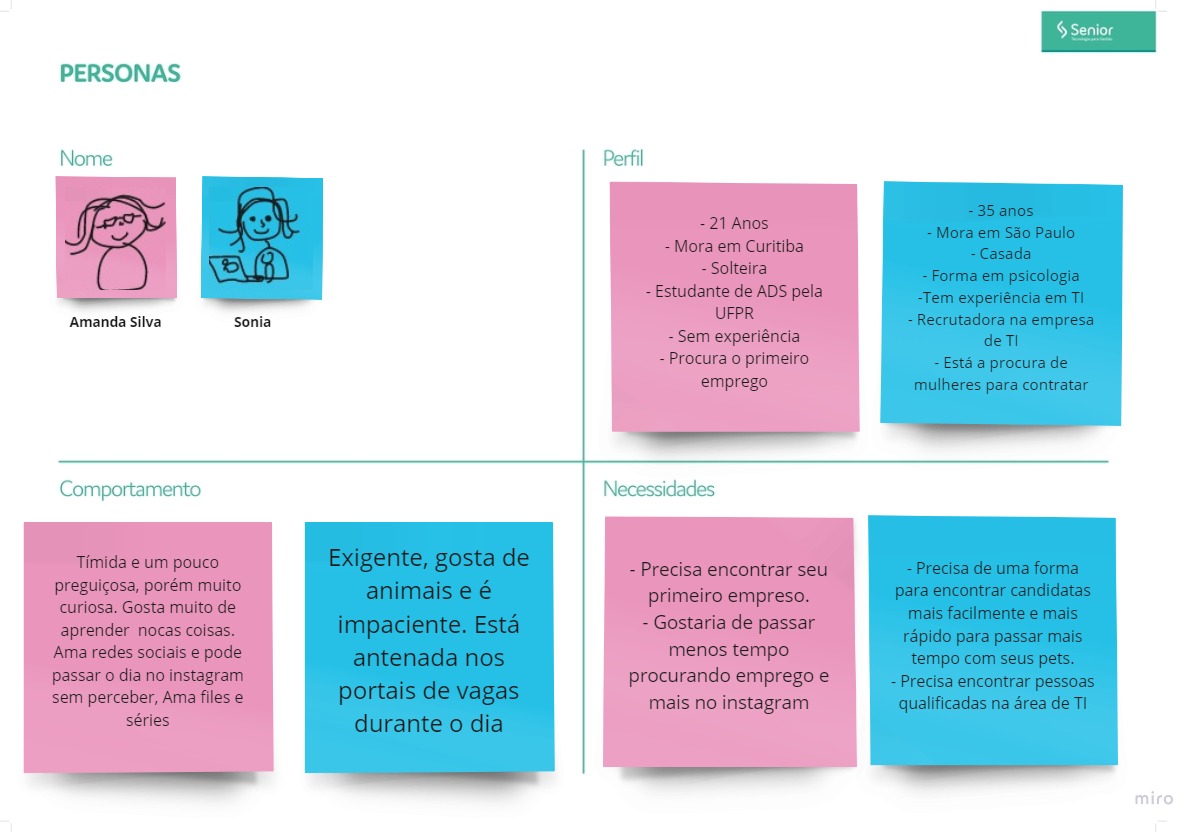 Senior
Tecnologia para Gestão
PERSONAS
Nome
Amanda Silva
Sonia
Perfil
- 21 Anos
- Mora em Curitiba
- Solteira
- Estudante de ADS pela
UFPR
- Sem experiência
- Procura o primeiro
emprego
- 35 anos
- Mora em São Paulo
- Casada
- Forma em psicologia
-Tem experiência em TI
- Recrutadora na empresa
de TI
- Está a procura de
mulheres para contratar
Comportamento
Tímida e um pouco
preguiçosa, porém muito
curiosa. Gosta muito de
aprender nocas coisas.
Ama redes sociais e pode
passar o dia no instagram
sem perceber, Ama files e
séries
Exigente, gosta de
animais e é
impaciente. Está
antenada nos
portais de vagas
durante o dia
Necessidades
- Precisa encontrar seu
primeiro empreso.
- Gostaria de passar
menos tempo
procurando emprego e
mais no instagram
- Precisa de uma forma
para encontrar candidatas
mais facilmente e mais
rápido para passar mais
tempo com seus pets.
- Precisa encontrar pessoas
qualificadas na área de TI
miro